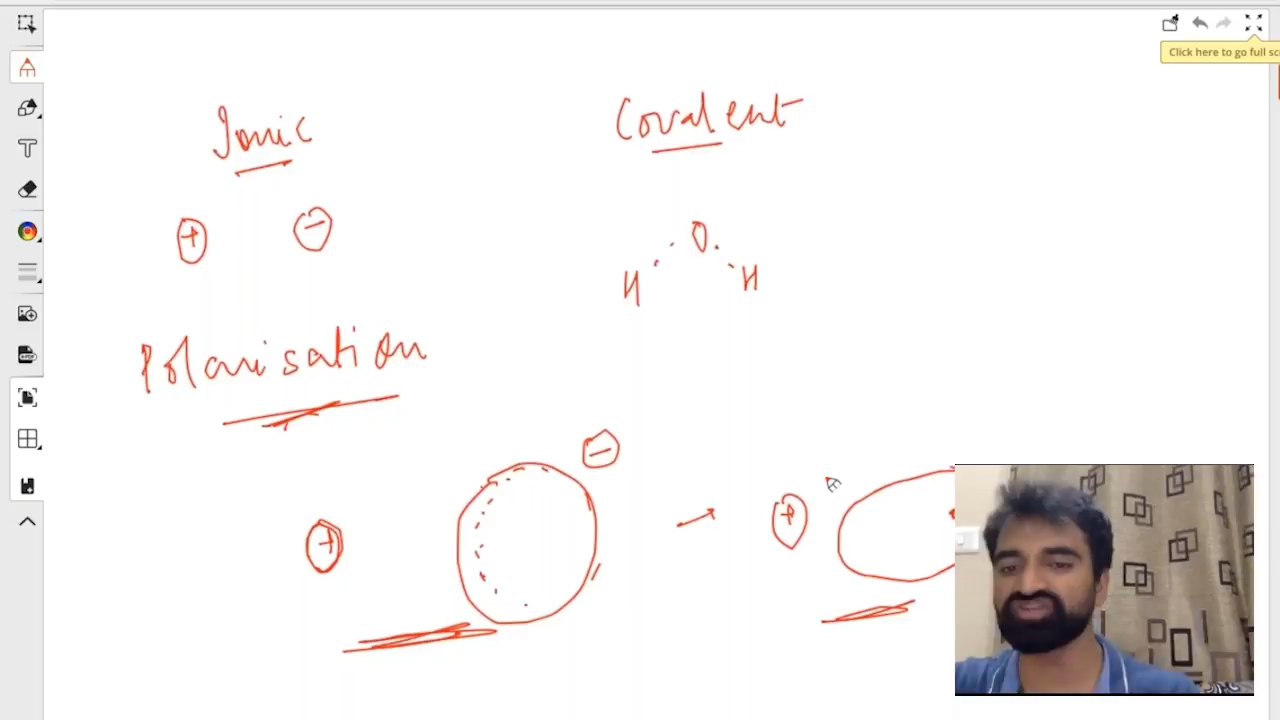 Click here to go full sc
Ionic
Covalent
+ −
O
H H
Polarisation
−
+ → +